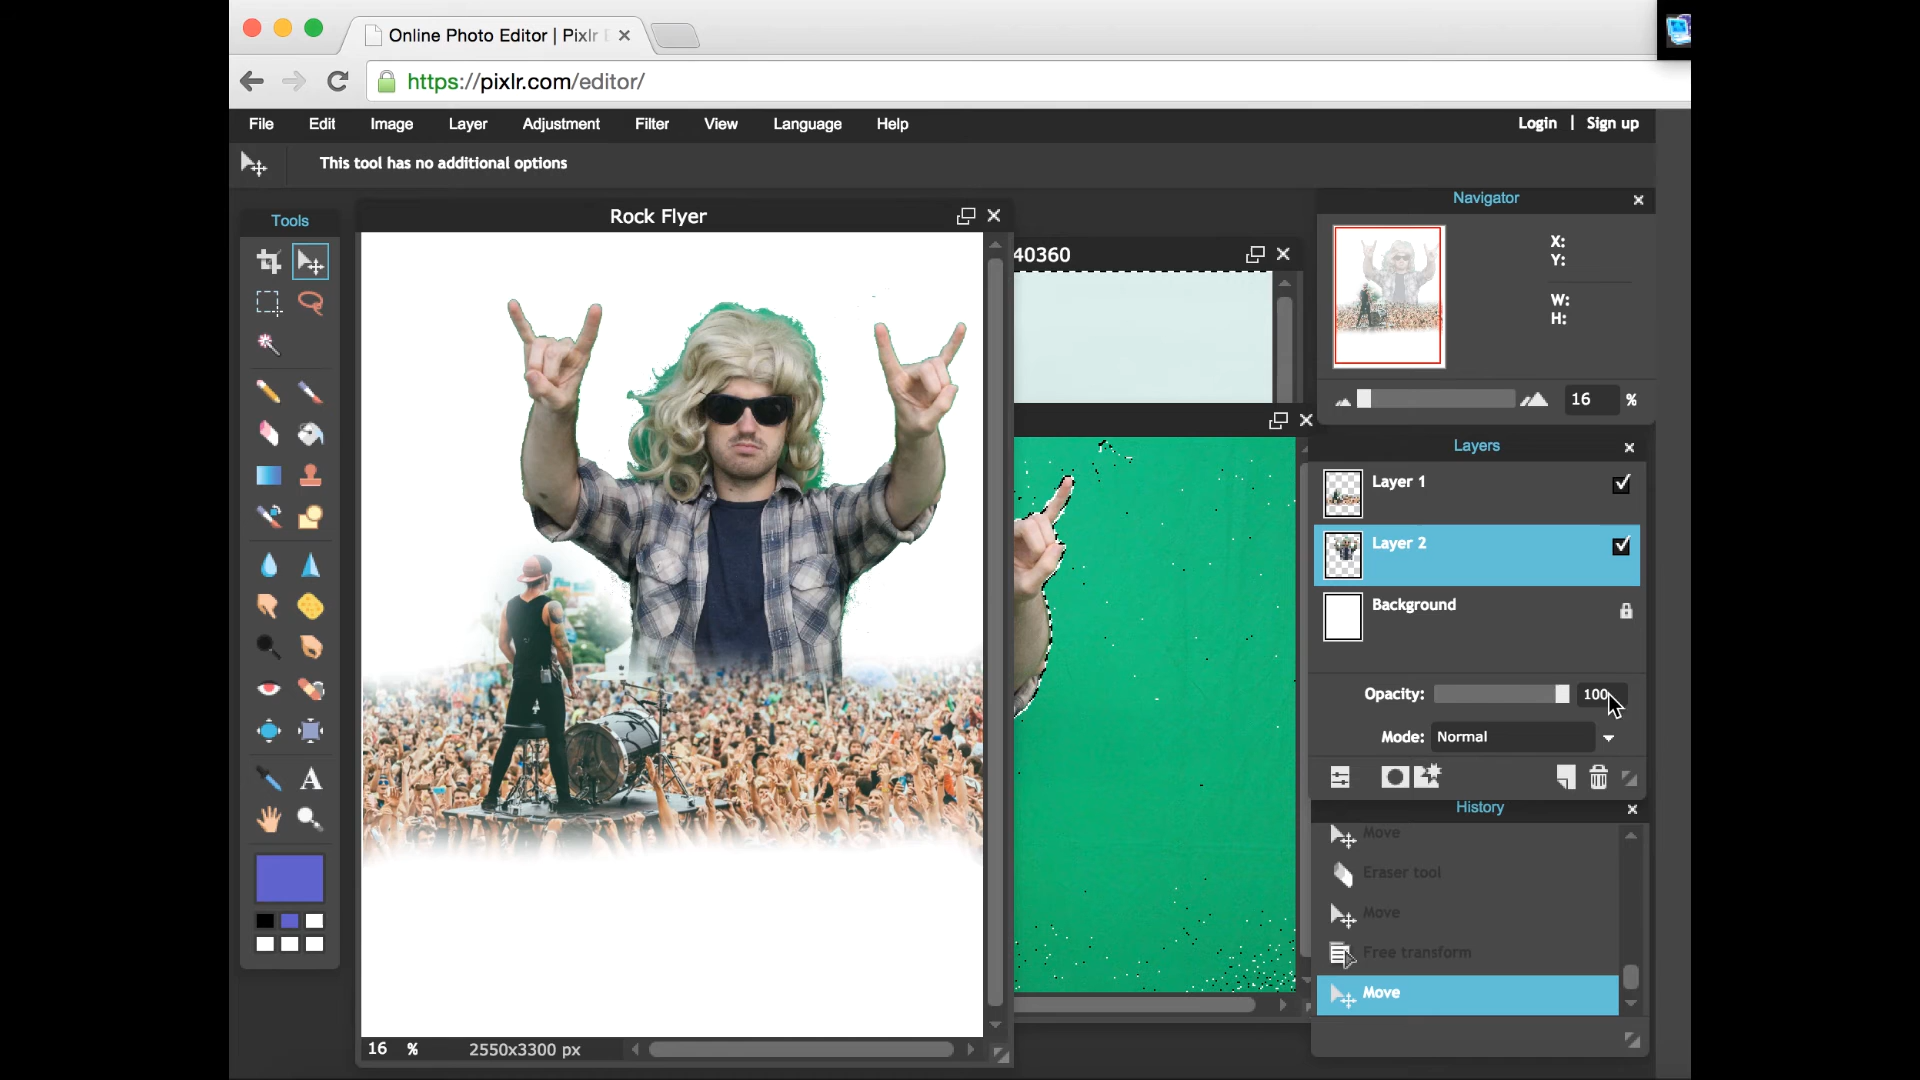 Online Photo Editor | Pixlr
https://pixlr.com/editor/
File Edit Image Layer Adjustment Filter View Language Help
Login | Sign up
This tool has no additional options
Tools
Rock Flyer
40360
Navigator
X:
Y:
W:
H:
16 %
Layers
Layer 1
Layer 2
Background
Opacity: 100
Mode: Normal
History
Move
Eraser tool
Move
Free transform
Move
A
16 % 2550x3300 px